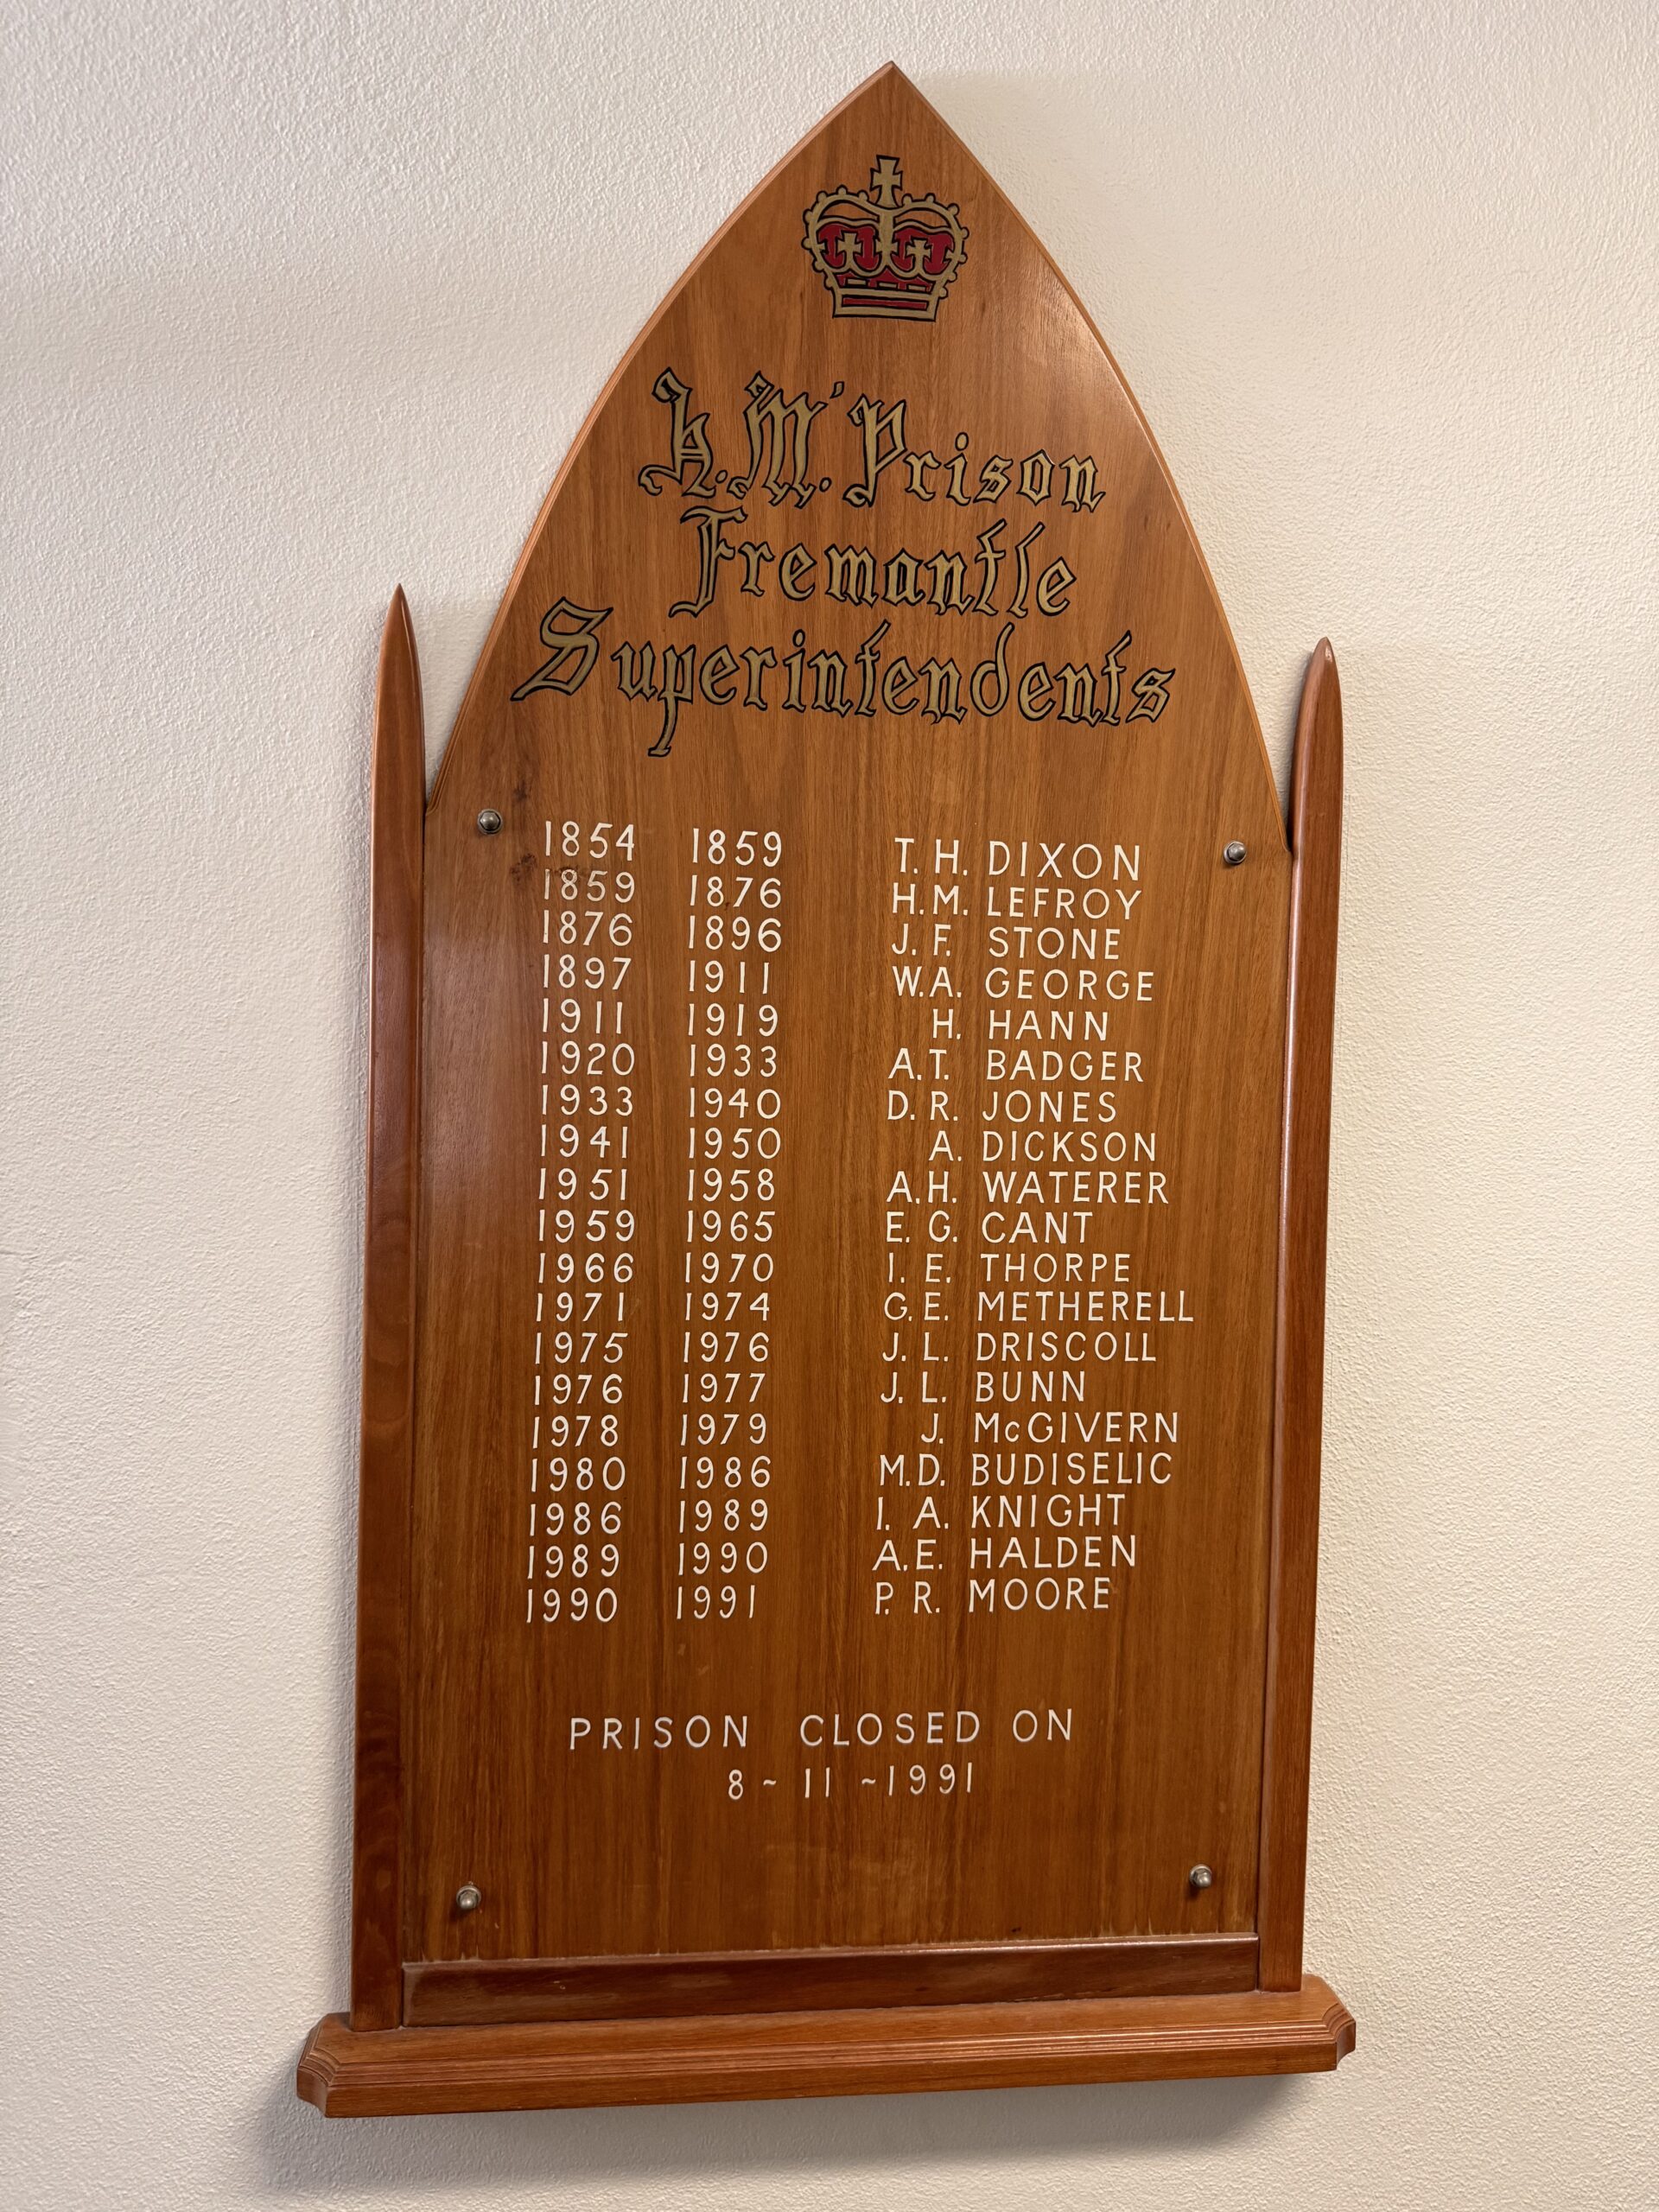 H.M. Prison
Fremantle
Superintendents
1854 1859 T. H. DIXON
1859 1876 H.M. LEFROY
1876 1896 J. F. STONE
1897 1911 W.A. GEORGE
1911 1919 H. HANN
1920 1933 A.T. BADGER
1933 1940 D. R. JONES
1941 1950 A. DICKSON
1951 1958 A.H. WATERER
1959 1965 E. G. CANT
1966 1970 I. E. THORPE
1971 1974 G.E. METHERELL
1975 1976 J. L. DRISCOLL
1976 1977 J. L. BUNN
1978 1979 J. McGIVERN
1980 1986 M.D. BUDISELIC
1986 1989 I. A. KNIGHT
1989 1990 A.E. HALDEN
1990 1991 P. R. MOORE
PRISON CLOSED ON
8 ~ 11 ~1991